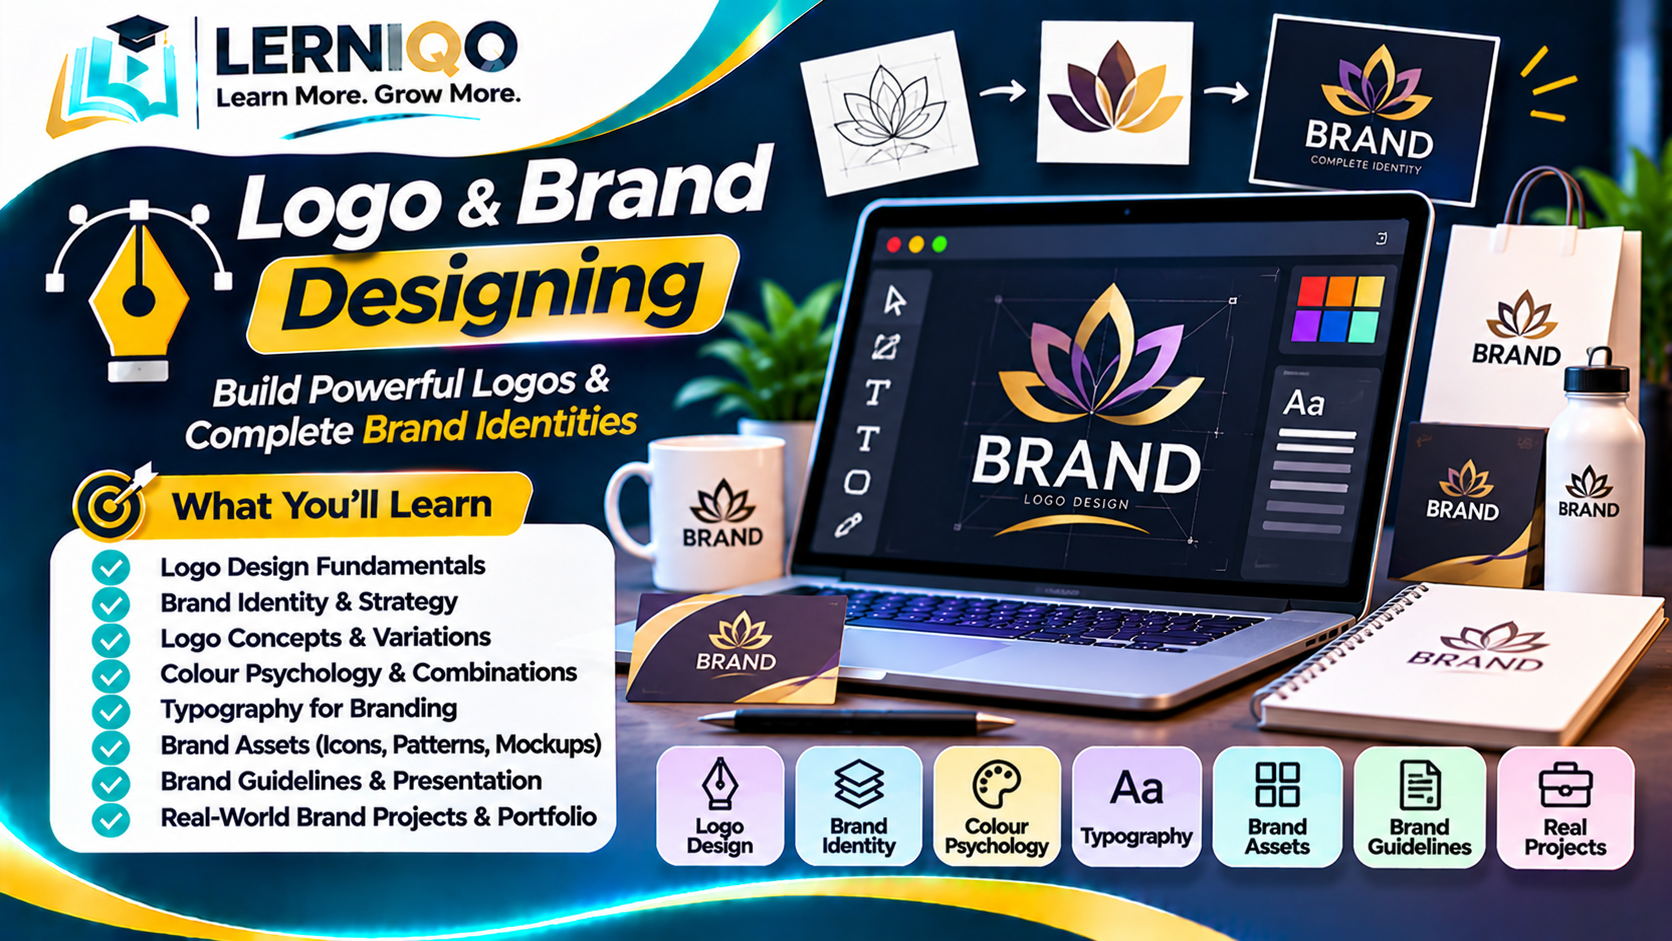 LERNIQO
Learn More. Grow More.
Logo & Brand
Designing
Build Powerful Logos &
Complete Brand Identities
What You'll Learn
Logo Design Fundamentals
Brand Identity & Strategy
Logo Concepts & Variations
Colour Psychology & Combinations
Typography for Branding
Brand Assets (Icons, Patterns, Mockups)
Brand Guidelines & Presentation
Real-World Brand Projects & Portfolio
BRAND
COMPLETE IDENTITY
T
T
BRAND
LOGO DESIGN
Aa
BRAND
BRAND
BRAND
BRAND
BRAND
BRAND
Logo
Design
Brand
Identity
Colour
Psychology
Aa
Typography
Brand
Assets
Brand
Guidelines
Real
Projects